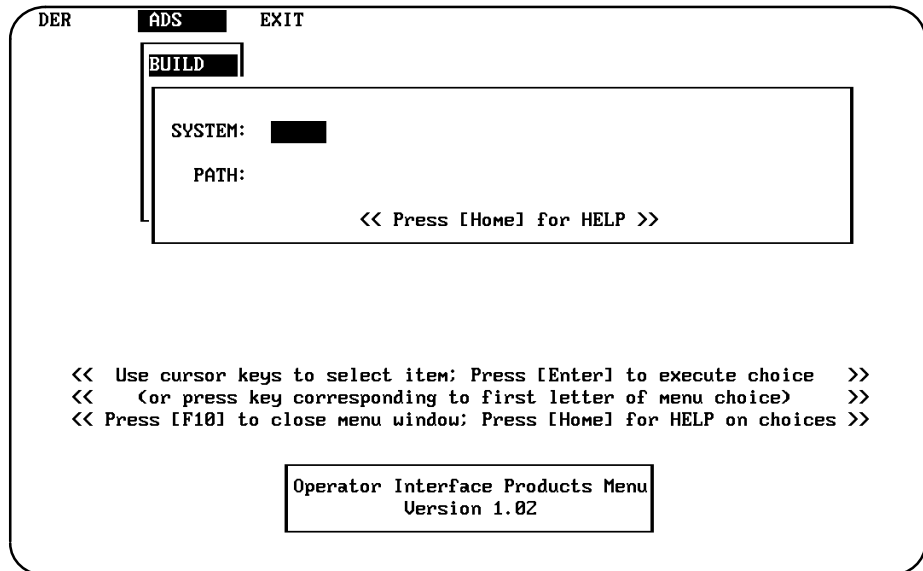 DER ADS EXIT
BUILD
SYSTEM:
PATH:
<< Press [Home] for HELP >>
<< Use cursor keys to select item; Press [Enter] to execute choice >>
<< (or press key corresponding to first letter of menu choice) >>
<< Press [F10] to close menu window; Press [Home] for HELP on choices >>
Operator Interface Products Menu
Version 1.02